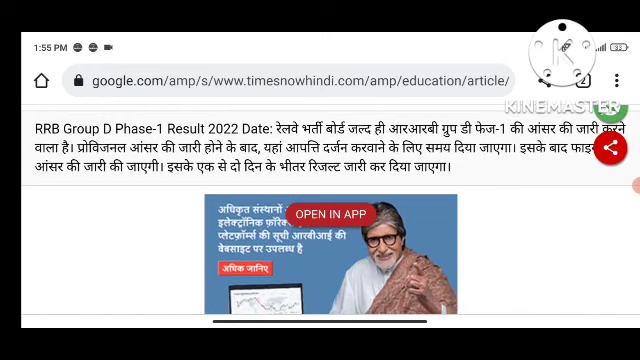 1:55 PM
33
google.com/amp/s/www.timesnowhindi.com/amp/education/article/
2
KINEMASTER
RRB Group D Phase-1 Result 2022 Date: रेलवे भर्ती बोर्ड जल्द ही आरआरबी ग्रुप डी फेज-1 की आंसर की जारी करने
वाला है। प्रोविजनल आंसर की जारी होने के बाद, यहां आपत्ति दर्ज करवाने के लिए समय दिया जाएगा। इसके बाद
आंसर की जारी की जाएगी। इसके एक से दो दिन के भीतर रिजल्ट जारी कर दिया जाएगा।
अधिकृत संस्थानों
OPEN IN APP
इलेक्ट्रॉनिक
प्लेटफ़ॉर्म्स की सूची आरबीआई की
वेबसाइट पर उपलब्ध है
अधिक जानिए